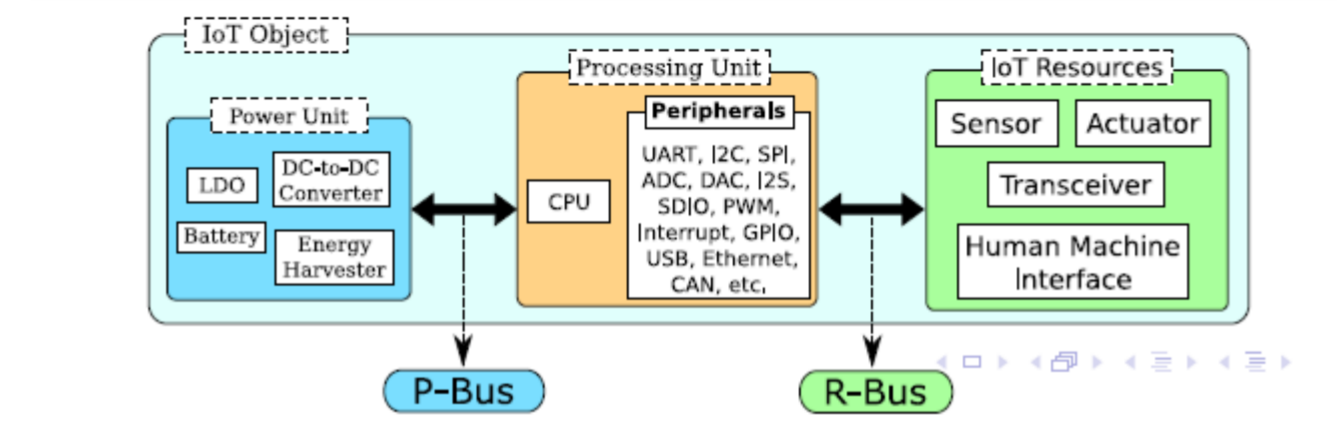 IoT Object
Power Unit
LDO
DC-to-DC
Converter
Battery
Energy
Harvester
Processing Unit
CPU
Peripherals
UART, I2C, SPI,
ADC, DAC, I2S,
SDIO, PWM,
Interrupt, GPIO,
USB, Ethernet,
CAN, etc.
IoT Resources
Sensor
Actuator
Transceiver
Human Machine
Interface
P-Bus
R-Bus